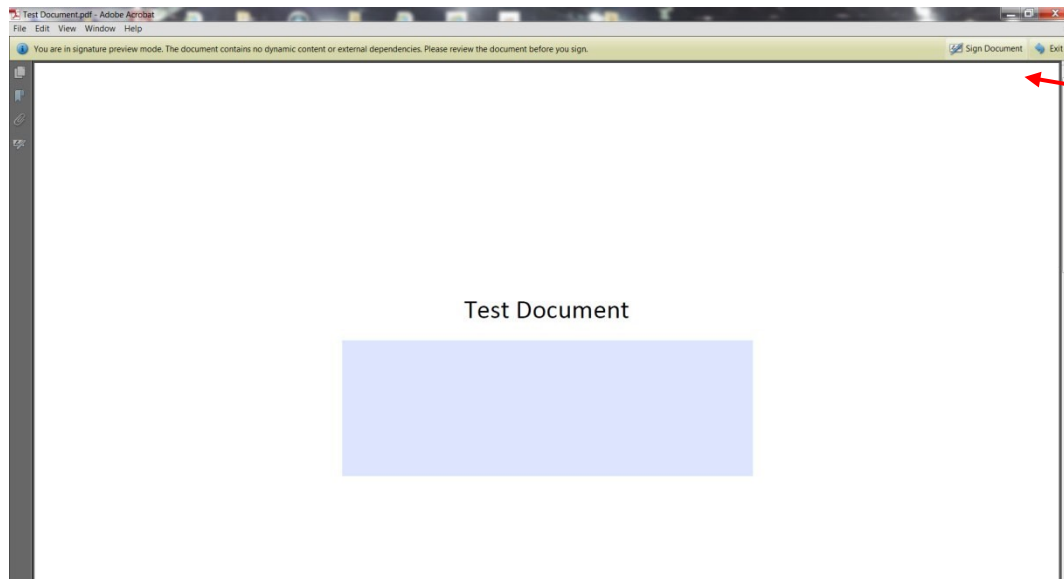 Test Document.pdf - Adobe Acrobat
File Edit View Window Help
You are in signature preview mode. The document contains no dynamic content or external dependencies. Please review the document before you sign.
Sign Document
Exit
Test Document